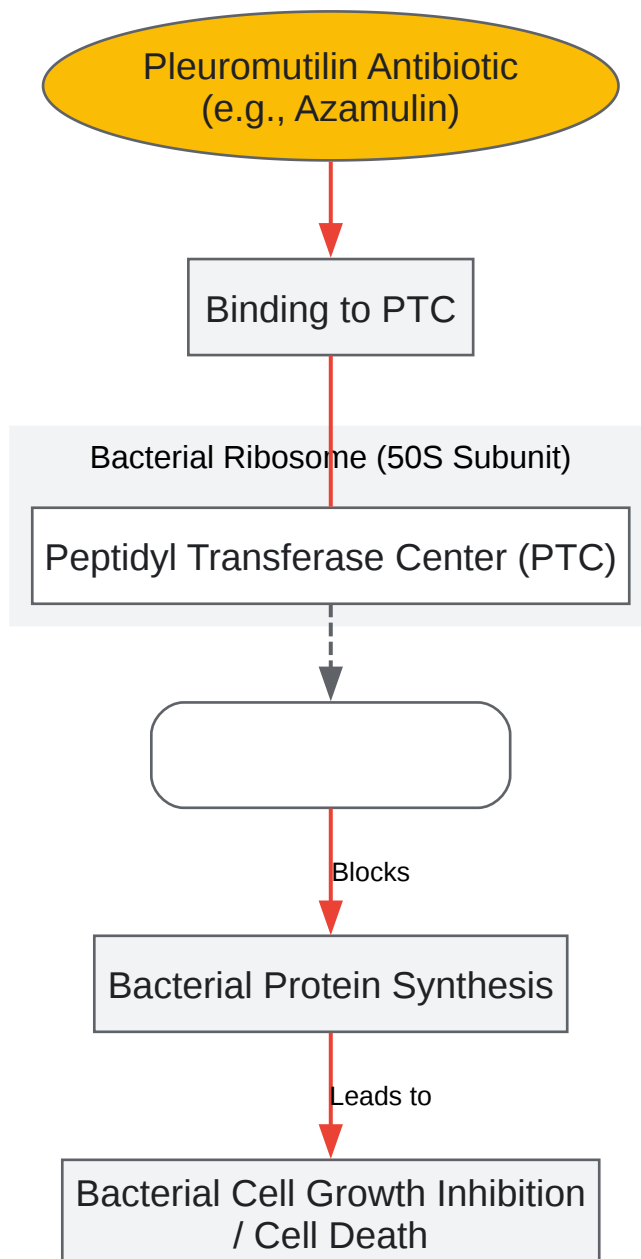 Pleuromutilin Antibiotic
(e.g., Azamulin)
Binding to PTC
Bacterial Ribosome (50S Subunit)
Peptidyl Transferase Center (PTC)
Blocks
Bacterial Protein Synthesis
Leads to
Bacterial Cell Growth Inhibition
/ Cell Death